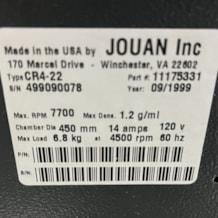 Made in the USA by JOUAN Inc
170 Marcel Drive - Winchester, VA 22602
Type CR4-22 Part # 11175331
S/N 499090078 Year 09/1999
Max. RPM 7700 Max Dens. 1.2 g/ml
Chamber Dia 450 mm 14 amps 120 v
Max Load 6.8 kg at 4500 rpm 60 hz
P/N:
S/N:
P/N: